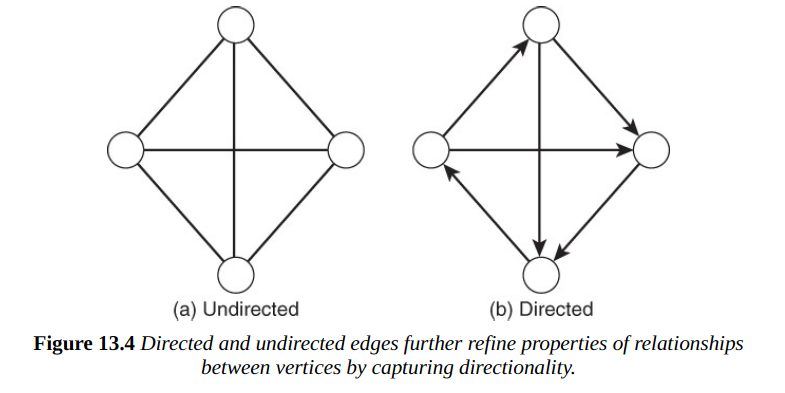 (a) Undirected
(b) Directed
Figure 13.4 Directed and undirected edges further refine properties of relationships
between vertices by capturing directionality.